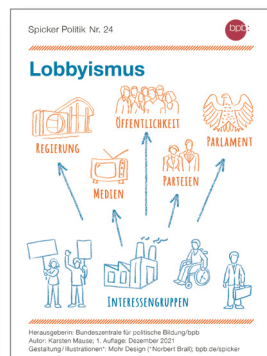 Spicker Politik Nr. 24
bpb:
Lobbyismus
ÖFFENTLICHKEIT
REGIERUNG
PARLAMENT
MEDIEN
PARTEIEN
INTERESSENGRUPPEN
Herausgeberin: Bundeszentrale für politische Bildung/bpb
Autor: Karsten Mause; 1. Auflage: Dezember 2021
Gestaltung/Illustrationen*: Mohr Design (*Norbert Brall); bpb.de/spicker